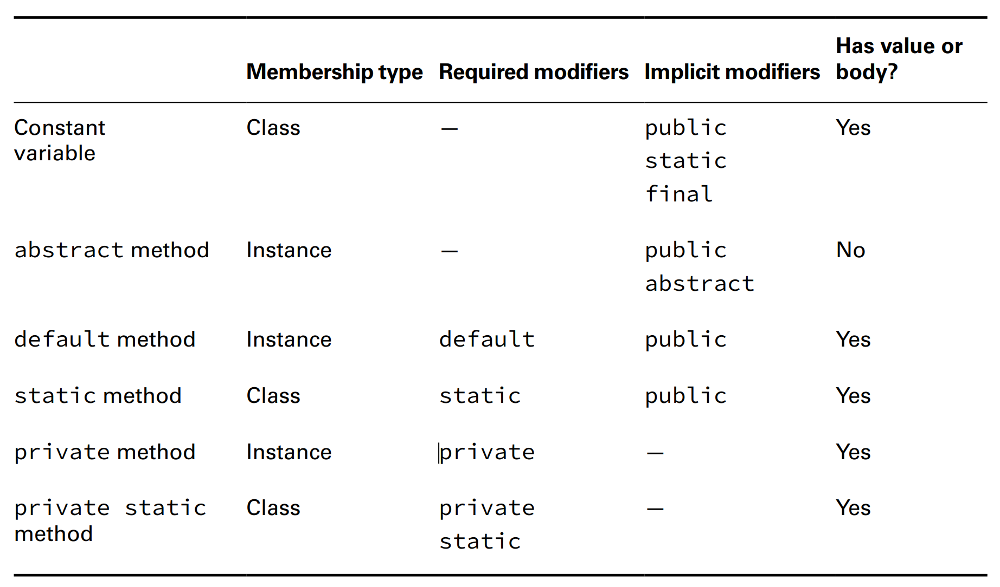 Has value or
Membership type Required modifiers Implicit modifiers body?
Constant Class — public Yes
variable
static
final
abstract method Instance — public No
abstract
default method Instance default public Yes
static method Class static public Yes
private method Instance private — Yes
private static Class private — Yes
method
static